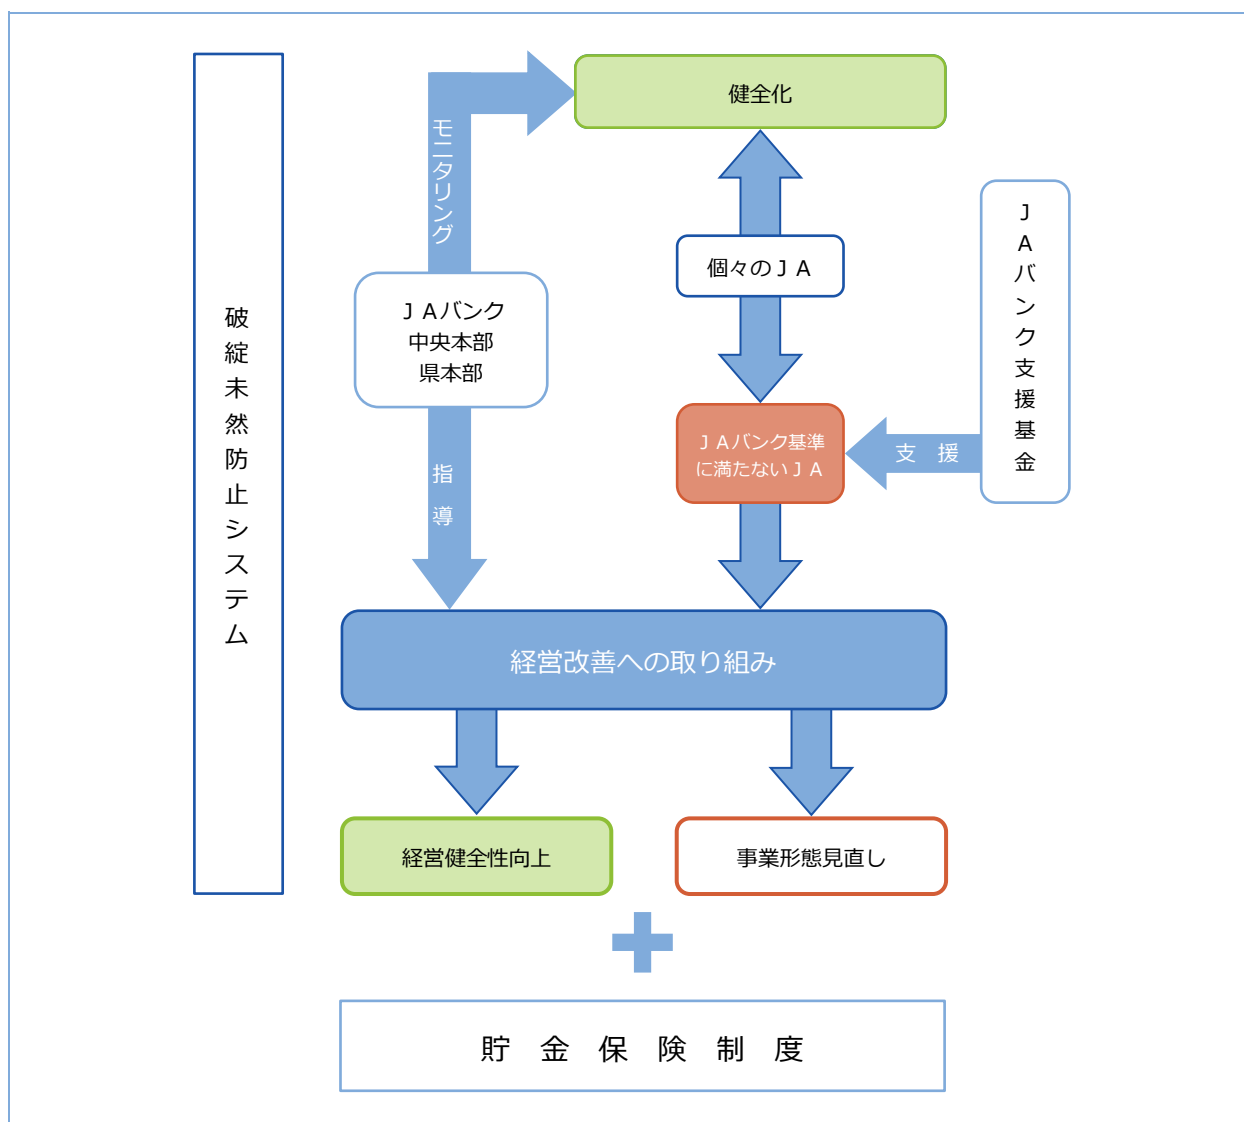 破綻未然防止システム
健全化
モニタリング
ＪＡバンク
中央本部
県本部
個々のＪＡ
ＪＡバンク支援基金
ＪＡバンク基準
に満たないＪＡ
支　援
指　導
経営改善への取り組み
経営健全性向上
事業形態見直し
貯　金　保　険　制　度